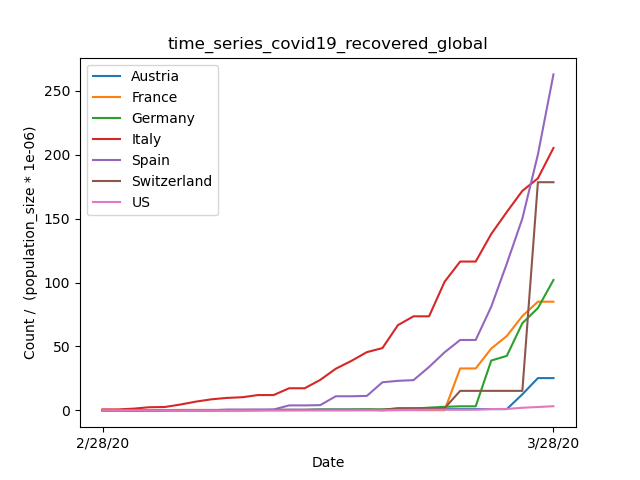 time_series_covid19_recovered_global
Austria
France
Germany
Italy
Spain
Switzerland
US
250
200
150
100
50
0
Count /  (population_size * 1e-06)
2/28/20
3/28/20
Date